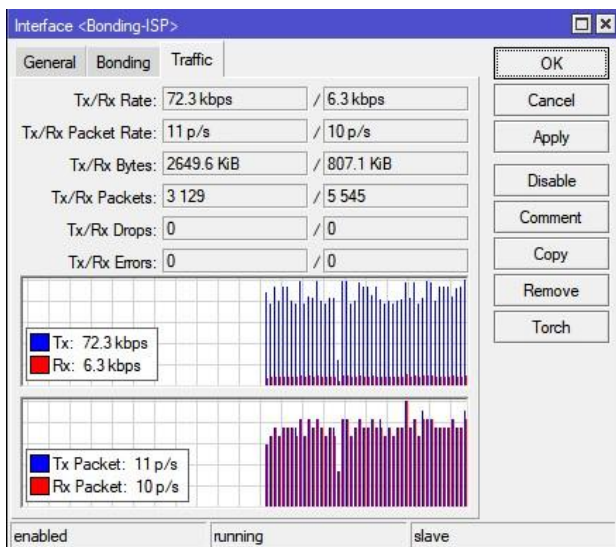 Interface <Bonding-ISP>
General Bonding Traffic
Tx/Rx Rate: 72.3 kbps / 6.3 kbps
Tx/Rx Packet Rate: 11 p/s / 10 p/s
Tx/Rx Bytes: 2649.6 KiB / 807.1 KiB
Tx/Rx Packets: 3 129 / 5 545
Tx/Rx Drops: 0 / 0
Tx/Rx Errors: 0 / 0
Tx: 72.3 kbps
Rx: 6.3 kbps
Tx Packet: 11 p/s
Rx Packet: 10 p/s
OK
Cancel
Apply
Disable
Comment
Copy
Remove
Torch
enabled running slave